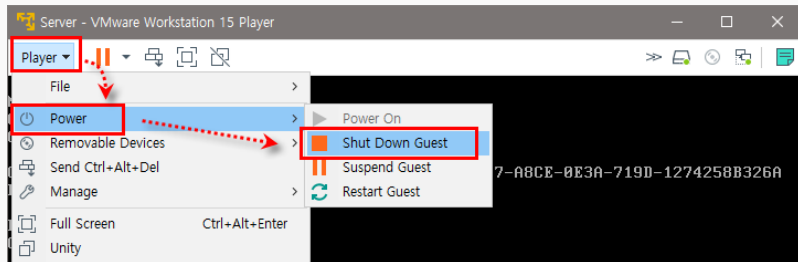 Server - VMware Workstation 15 Player
Player
File
Power
Power On
Removable Devices
Shut Down Guest
Send Ctrl+Alt+Del
Suspend Guest
7-A8CE-0E3A-719D-1274258B326A
Manage
Restart Guest
Full Screen Ctrl+Alt+Enter
Unity